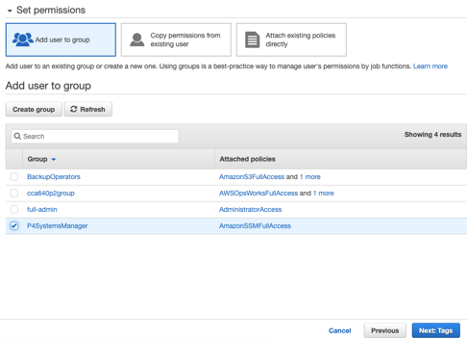 Set permissions
Add user to group
Copy permissions from existing user
Attach existing policies directly
Add user to an existing group or create a new one. Using groups is a best-practice way to manage user's permissions by job functions. Learn more
Add user to group
Create group Refresh
Search Showing 4 results
Group Attached policies
BackupOperators AmazonS3FullAccess and 1 more
cca640p2group AWSOpsWorksFullAccess and 1 more
full-admin AdministratorAccess
P4SystemsManager AmazonSSMFullAccess
Cancel Previous Next: Tags